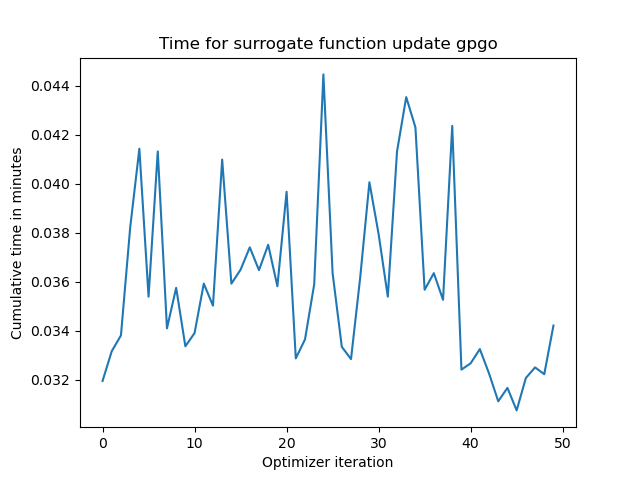 Time for surrogate function update gpgo
Cumulative time in minutes
0.044
0.042
0.040
0.038
0.036
0.034
0.032
0 10 20 30 40 50
Optimizer iteration